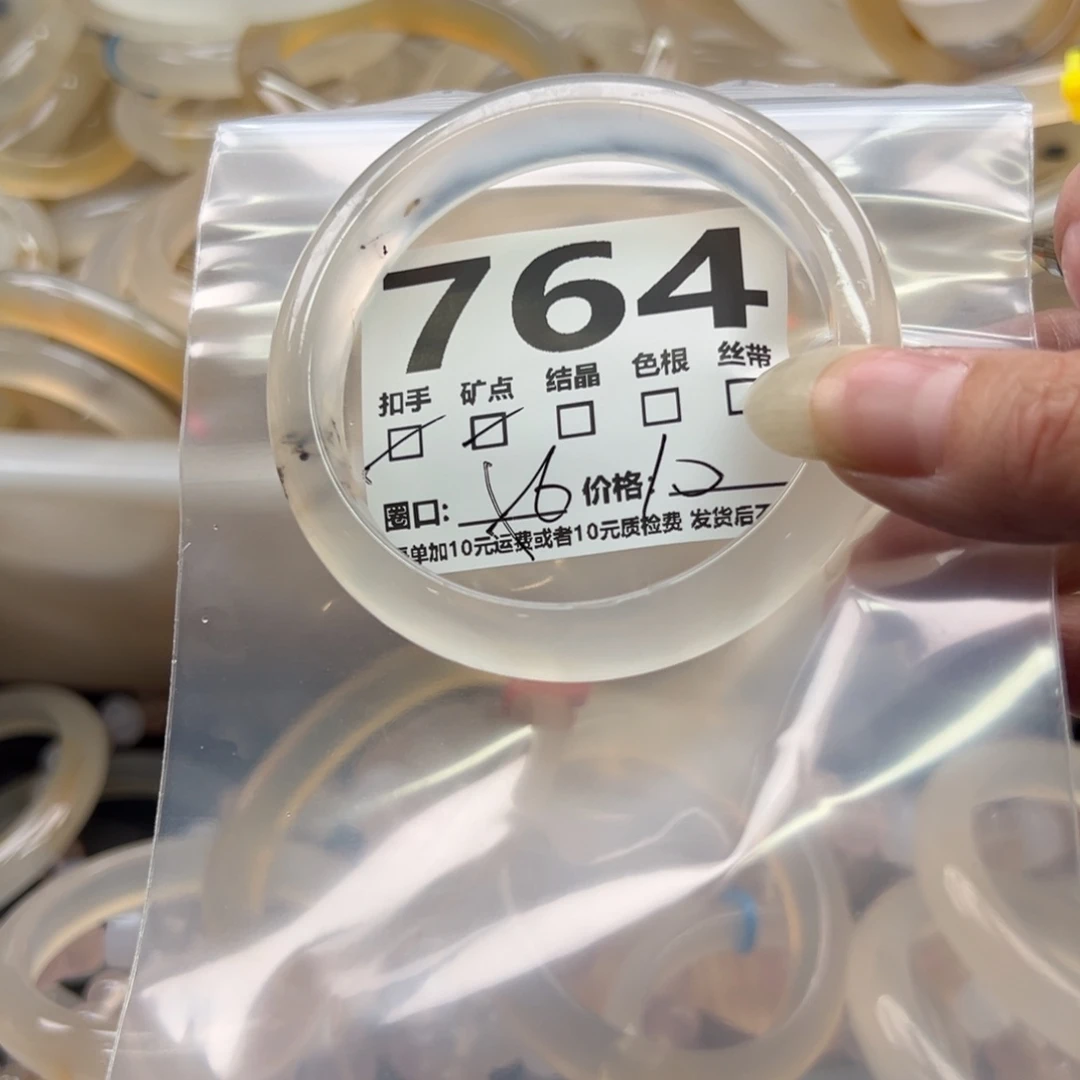 764
扣手 矿点 结晶 色根 丝带
圈口: 56 价格:
单加10元运费或者10元质检费 发货后